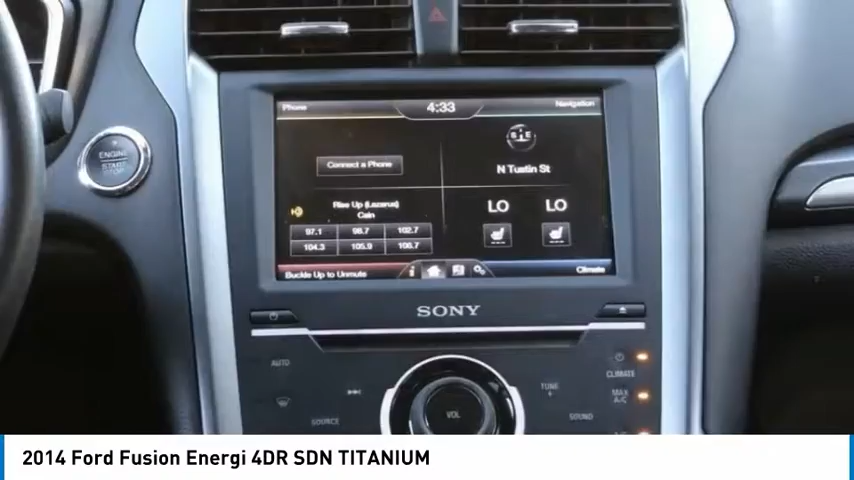 Phone
4:33
Navigation
ENGINE
START
STOP
Connect a Phone
N Tustin St
Rise Up (Lazarus)
Cain
LO LO
97.1 98.7 102.7
104.3 105.9 106.7
Buckle Up to Unmute
Climate
SONY
AUTO
CLIMATE
MAX
A/C
TUNE
+
SOURCE
VOL
SOUND
2014 Ford Fusion Energi 4DR SDN TITANIUM